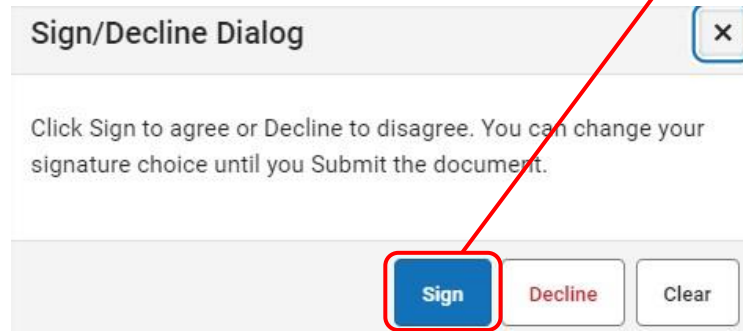 Sign/Decline Dialog
Click Sign to agree or Decline to disagree. You can change your
signature choice until you Submit the document.
Sign Decline Clear